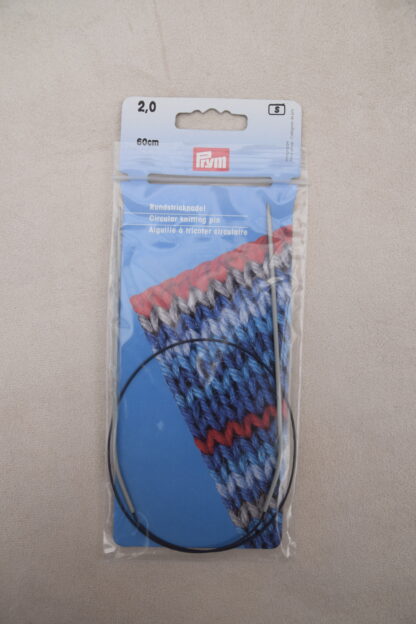 2,0
S
60cm
Prym
Rundstricknadel
Circular knitting pin
Aiguille à tricoter circulaire